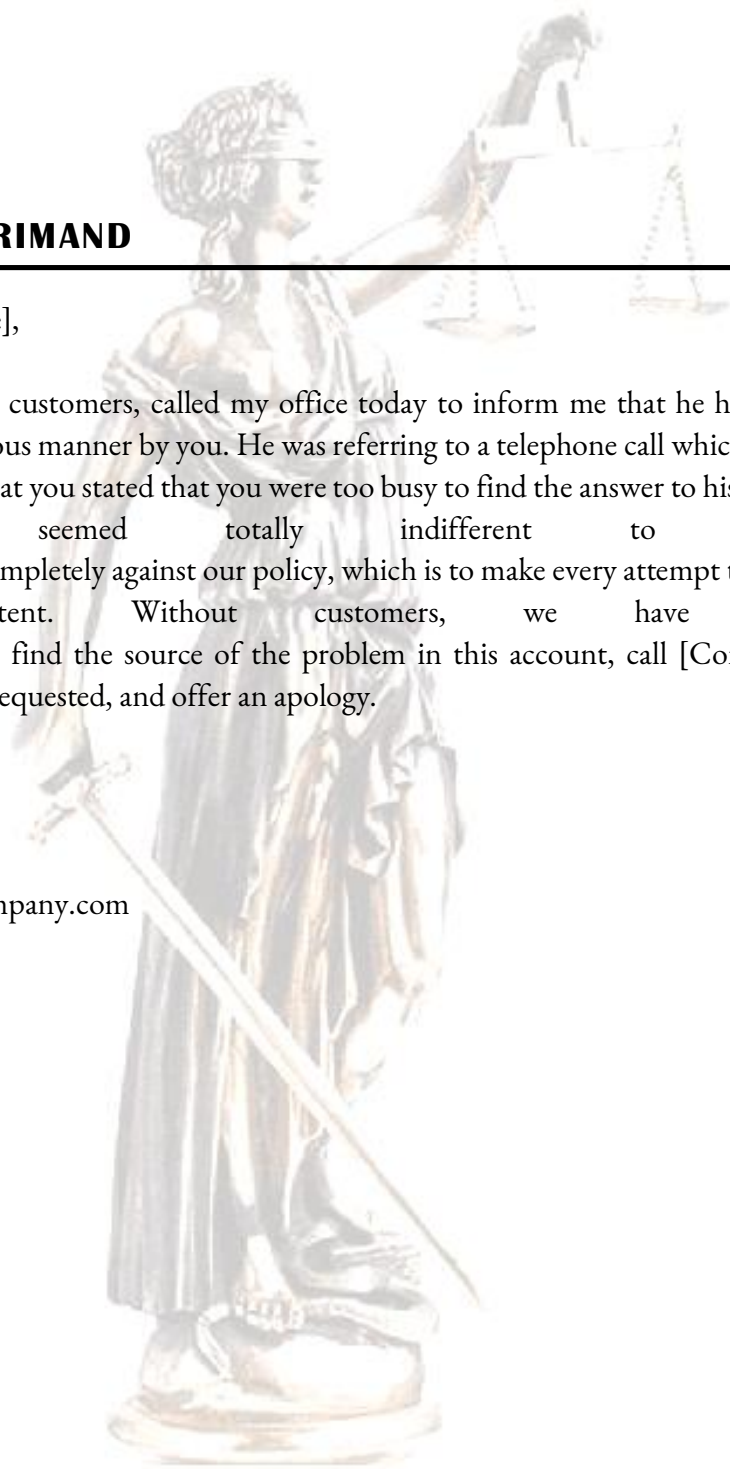 RIMAND
],
customers, called my office today to inform me that he h
ous manner by you. He was referring to a telephone call whic
at you stated that you were too busy to find the answer to his
seemed totally indifferent to
mpletely against our policy, which is to make every attempt t
tent. Without customers, we have
find the source of the problem in this account, call [Co
equested, and offer an apology.
mpany.com